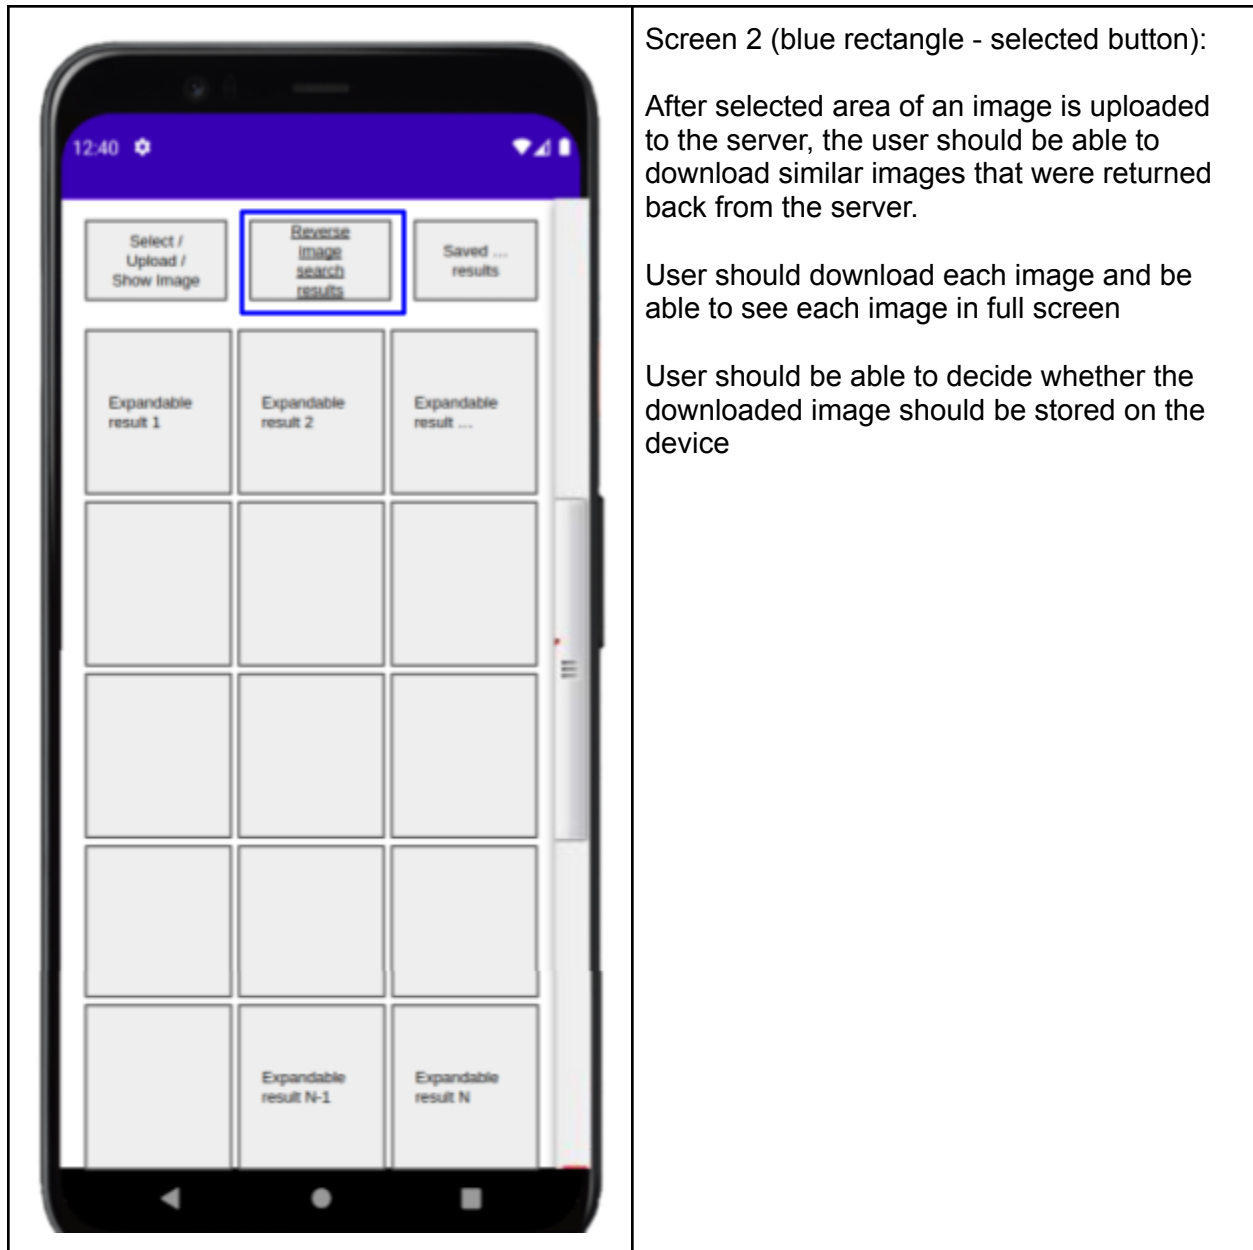 12:40
Select /
Upload /
Show Image
Reverse
image
search
results
Saved ...
results
Expandable
result 1
Expandable
result 2
Expandable
result ...
Expandable
result N-1
Expandable
result N
Screen 2 (blue rectangle - selected button):
After selected area of an image is uploaded
to the server, the user should be able to
download similar images that were returned
back from the server.
User should download each image and be
able to see each image in full screen
User should be able to decide whether the
downloaded image should be stored on the
device